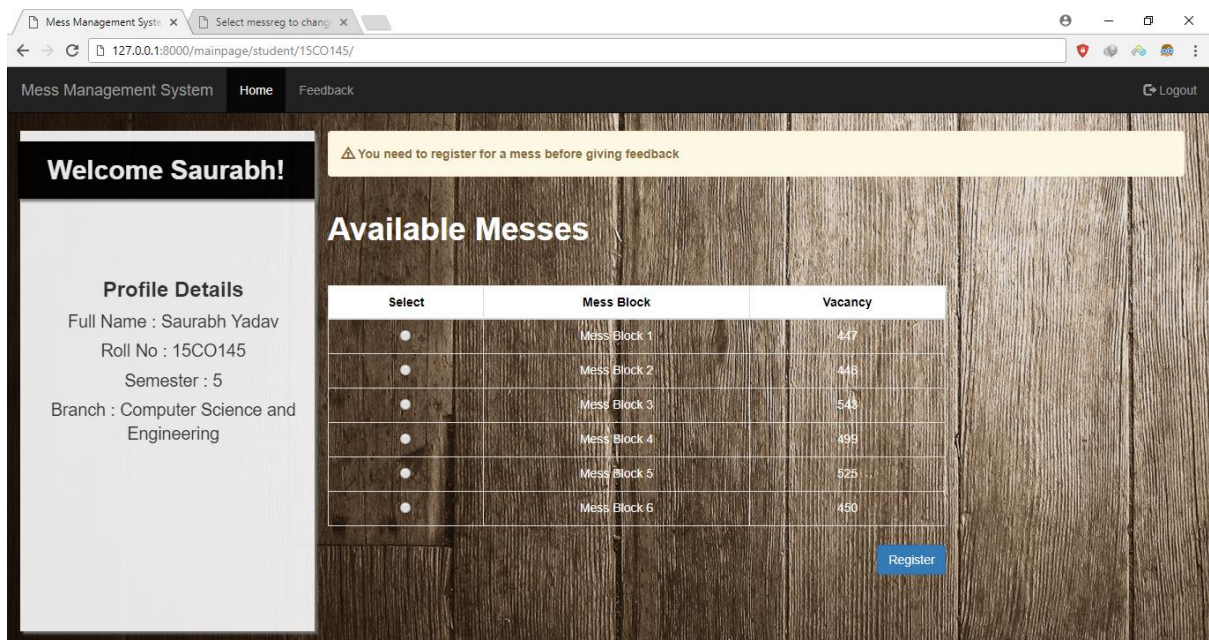 Mess Management Syste
Select messreg to chang
127.0.0.1:8000/mainpage/student/15CO145/
Mess Management System Home Feedback Logout
Welcome Saurabh!
Profile Details
Full Name : Saurabh Yadav
Roll No : 15CO145
Semester : 5
Branch : Computer Science and
Engineering
You need to register for a mess before giving feedback
Available Messes
Select Mess Block Vacancy
Mess Block 1 447
Mess Block 2
Mess Block 3 543
Mess Block 4 499
Mess Block 5 525
Mess Block 6 450
Register